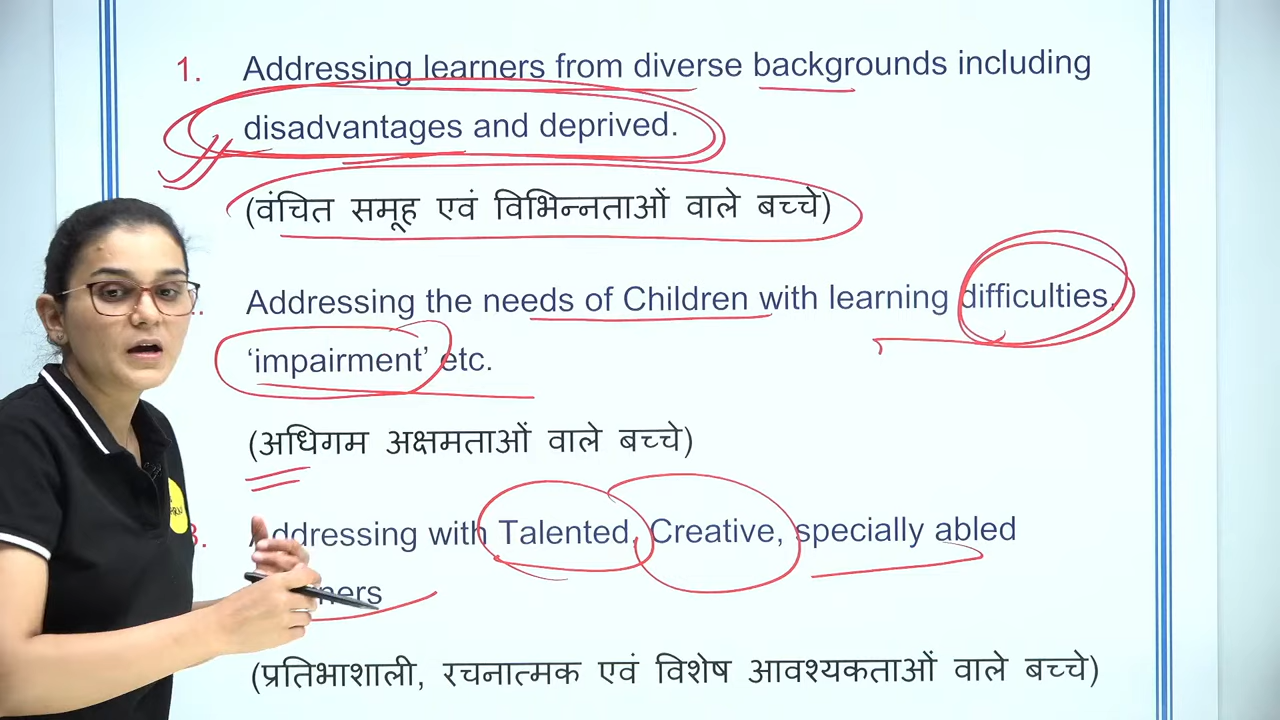 1. Addressing learners from diverse backgrounds including
disadvantages and deprived.
(वंचित समूह एवं विभिन्नताओं वाले बच्चे)
Addressing the needs of Children with learning difficulties,
‘impairment’ etc.
(अधिगम अक्षमताओं वाले बच्चे)
3. Addressing with Talented, Creative, specially abled
(प्रतिभाशाली, रचनात्मक एवं विशेष आवश्यकताओं वाले बच्चे)